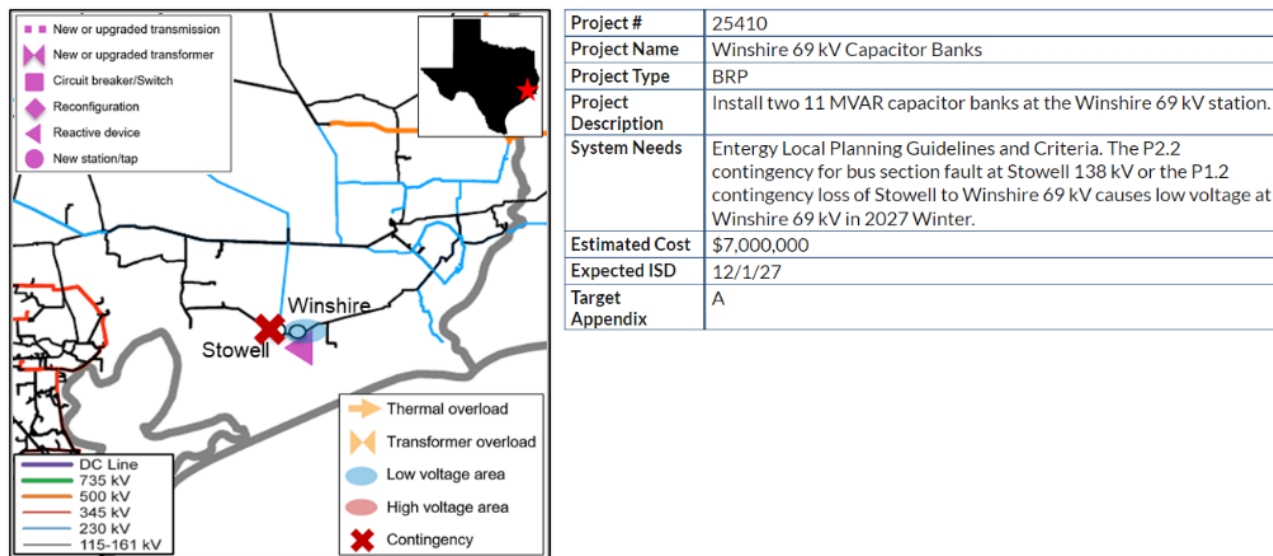 New or upgraded transmission
New or upgraded transformer
Circuit breaker/Switch
Reconfiguration
Reactive device
New station/tap
Winshire
Stowell
Thermal overload
Transformer overload
Low voltage area
High voltage area
Contingency
DC Line
735 kV
500 kV
345 kV
230 kV
115-161 kV
Project # 25410
Project Name Winshire 69 kV Capacitor Banks
Project Type BRP
Project Description Install two 11 MVAR capacitor banks at the Winshire 69 kV station.
System Needs Entergy Local Planning Guidelines and Criteria. The P2.2
contingency for bus section fault at Stowell 138 kV or the P1.2
contingency loss of Stowell to Winshire 69 kV causes low voltage at
Winshire 69 kV in 2027 Winter.
Estimated Cost $7,000,000
Expected ISD 12/1/27
Target Appendix A